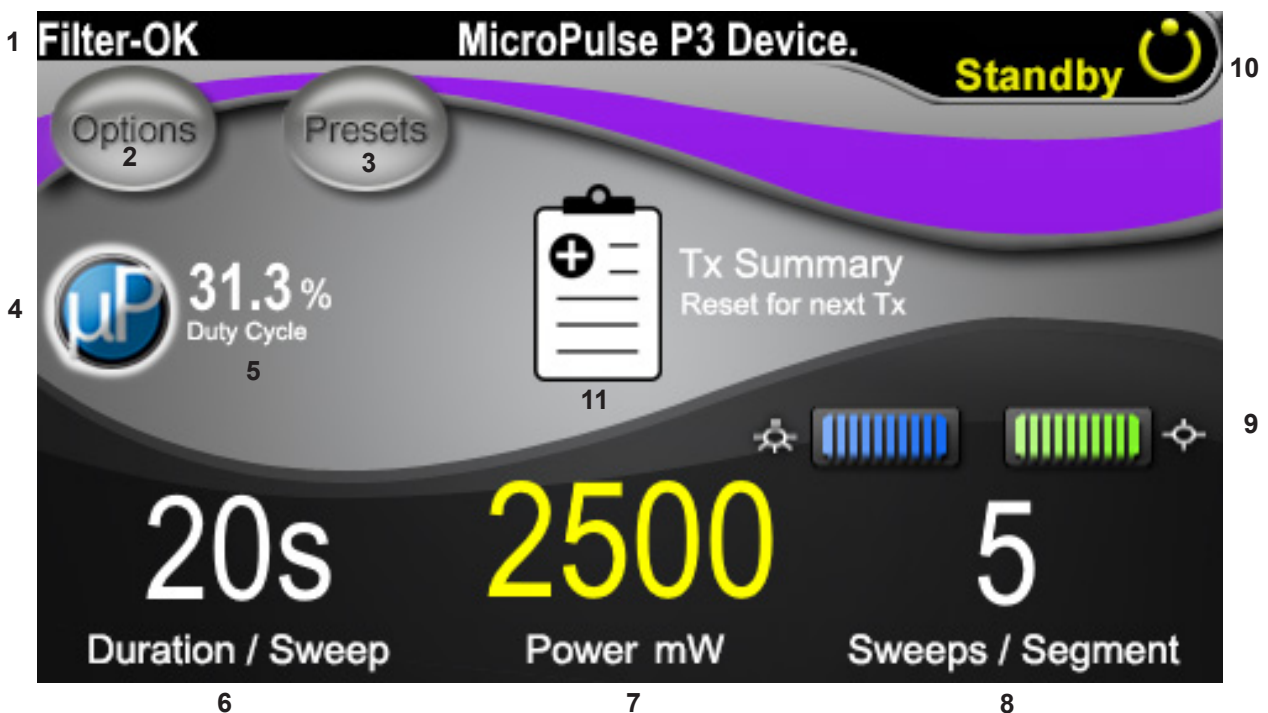 1 Filter-OK MicroPulse P3 Device.
Standby 10
Options Presets
2 3
4 µP 31.3 % Tx Summary
Duty Cycle Reset for next Tx
5 11
9
20s 2500 5
Duration / Sweep Power mW Sweeps / Segment
6 7 8